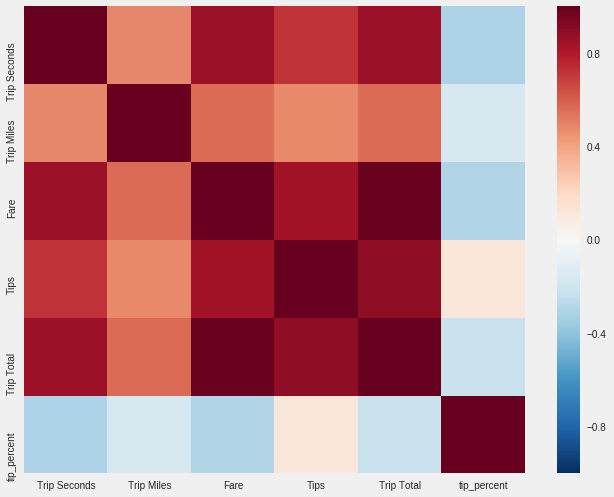 Trip Seconds
Trip Miles
Fare
Tips
Trip Total
tip_percent
Trip Seconds Trip Miles Fare Tips Trip Total tip_percent
0.8
0.4
0.0
−0.4
−0.8